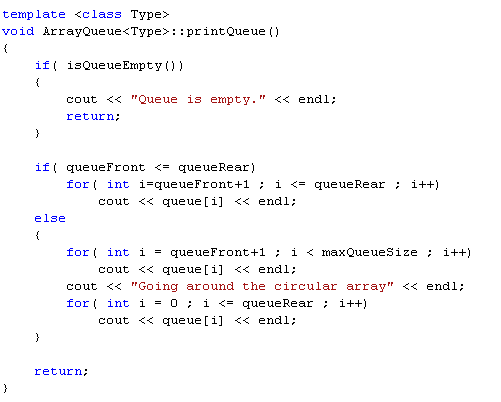 template <class Type>
void ArrayQueue<Type>::printQueue()
{
    if( isQueueEmpty())
    {
        cout << "Queue is empty." << endl;
        return;
    }

    if( queueFront <= queueRear)
        for( int i=queueFront+1 ; i <= queueRear ; i++)
            cout << queue[i] << endl;
    else
    {
        for( int i = queueFront+1 ; i < maxQueueSize ; i++)
            cout << queue[i] << endl;
        cout << "Going around the circular array" << endl;
        for( int i = 0 ; i <= queueRear ; i++)
            cout << queue[i] << endl;
    }

    return;
}